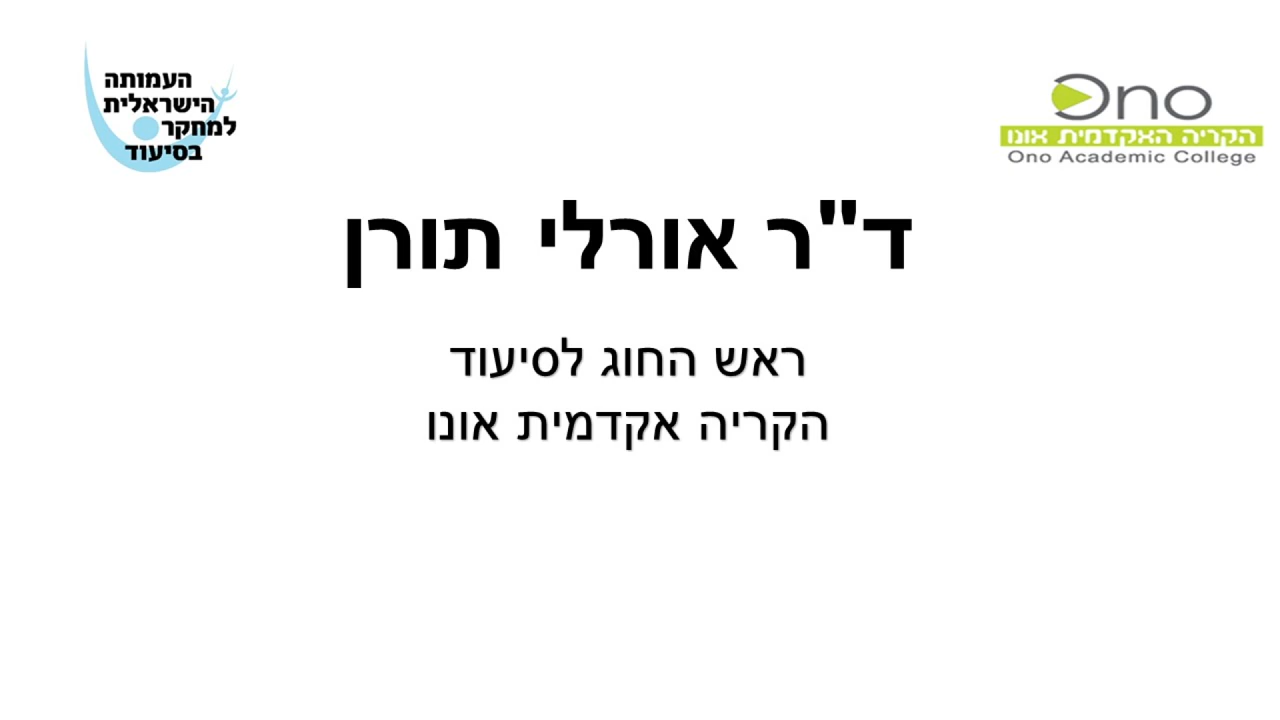 העמותה
הישראלית
למחקר
בסיעוד
Ono
הקריה האקדמית אונו
Ono Academic College
ד"ר אורלי תורן
ראש החוג לסיעוד
הקריה אקדמית אונו